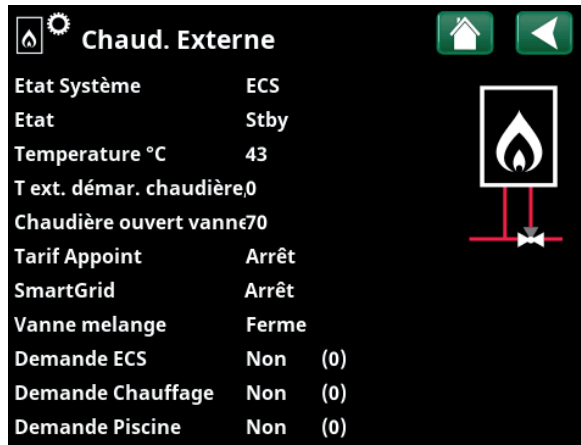 Chaud. Externe
Etat Système ECS
Etat Stby
Temperature °C 43
T ext. démar. chaudière, 0
Chaudière ouvert vanne 70
Tarif Appoint Arrêt
SmartGrid Arrêt
Vanne melange Ferme
Demande ECS Non (0)
Demande Chauffage Non (0)
Demande Piscine Non (0)